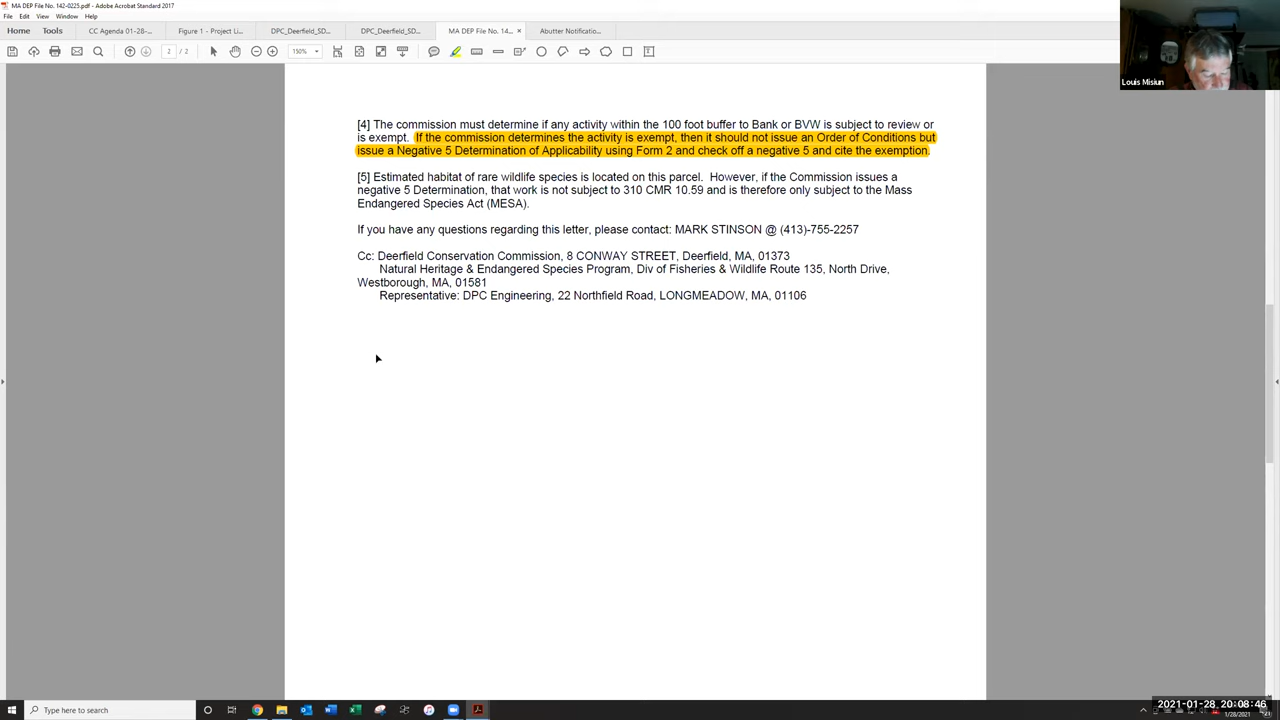 MA DEP File No. 142-0225.pdf - Adobe Acrobat Standard 2017
File Edit View Window Help
Home Tools CC Agenda 01-28-... Figure 1 - Project U... DPC_Deerfield_SD... DPC_Deerfield_SD... MA DEP File No. 14... × Abutter Notificatio...
2 / 2 150%
Louis Misiun
[4] The commission must determine if any activity within the 100 foot buffer to Bank or BVW is subject to review or
is exempt. If the commission determines the activity is exempt, then it should not issue an Order of Conditions but
issue a Negative 5 Determination of Applicability using Form 2 and check off a negative 5 and cite the exemption.
[5] Estimated habitat of rare wildlife species is located on this parcel. However, if the Commission issues a
negative 5 Determination, that work is not subject to 310 CMR 10.59 and is therefore only subject to the Mass
Endangered Species Act (MESA).
If you have any questions regarding this letter, please contact: MARK STINSON @ (413)-755-2257
Cc: Deerfield Conservation Commission, 8 CONWAY STREET, Deerfield, MA, 01373
Natural Heritage & Endangered Species Program, Div of Fisheries & Wildlife Route 135, North Drive,
Westborough, MA, 01581
Representative: DPC Engineering, 22 Northfield Road, LONGMEADOW, MA, 01106
Type here to search
2021-01-28 20:08:46
1/28/2021